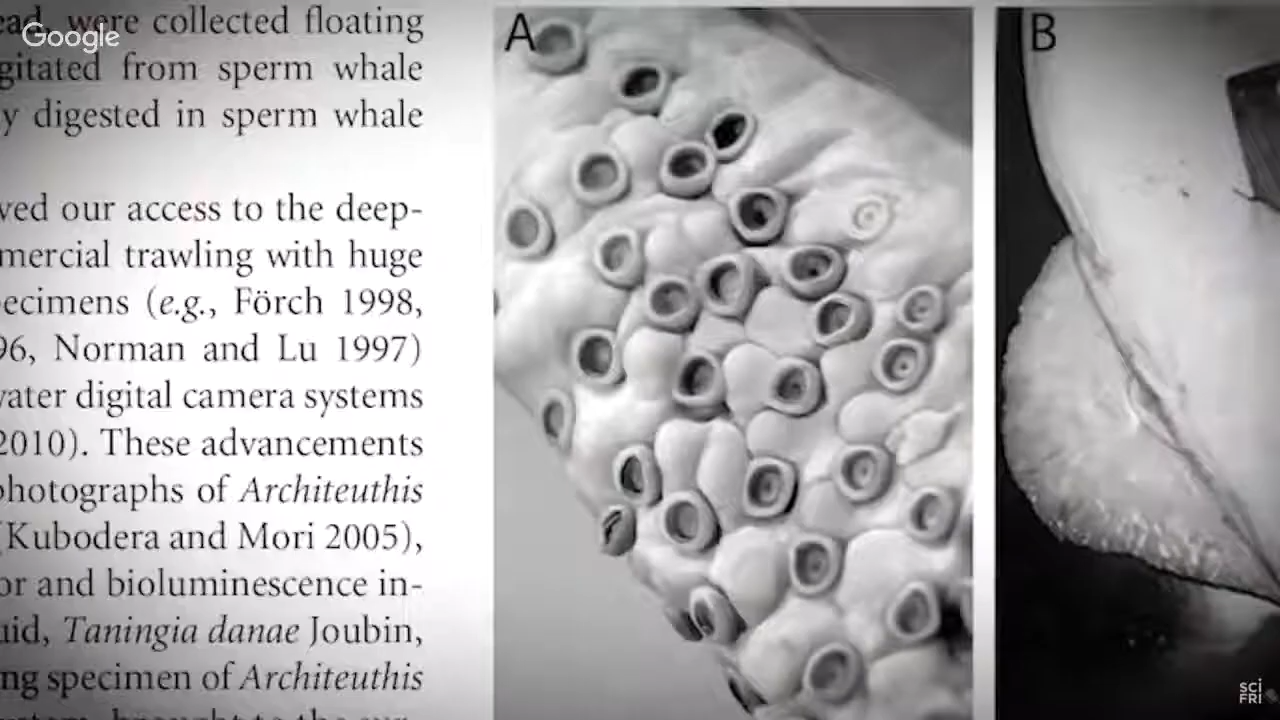 ead, were collected floating
gitated from sperm whale
y digested in sperm whale
ved our access to the deep-
mercial trawling with huge
pecimens (e.g., Förch 1998,
96, Norman and Lu 1997)
water digital camera systems
2010). These advancements
photographs of Architeuthis
(Kubodera and Mori 2005),
or and bioluminescence in-
uid, Taningia danae Joubin,
ng specimen of Architeuthis
Google
A
B
SCI
FRI